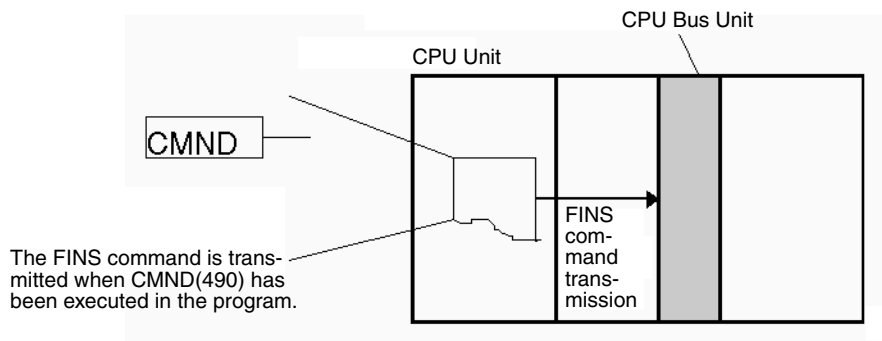 CPU Bus Unit
CPU Unit
CMND
FINS
com-
mand
trans-
mission
The FINS command is trans-
mitted when CMND(490) has
been executed in the program.